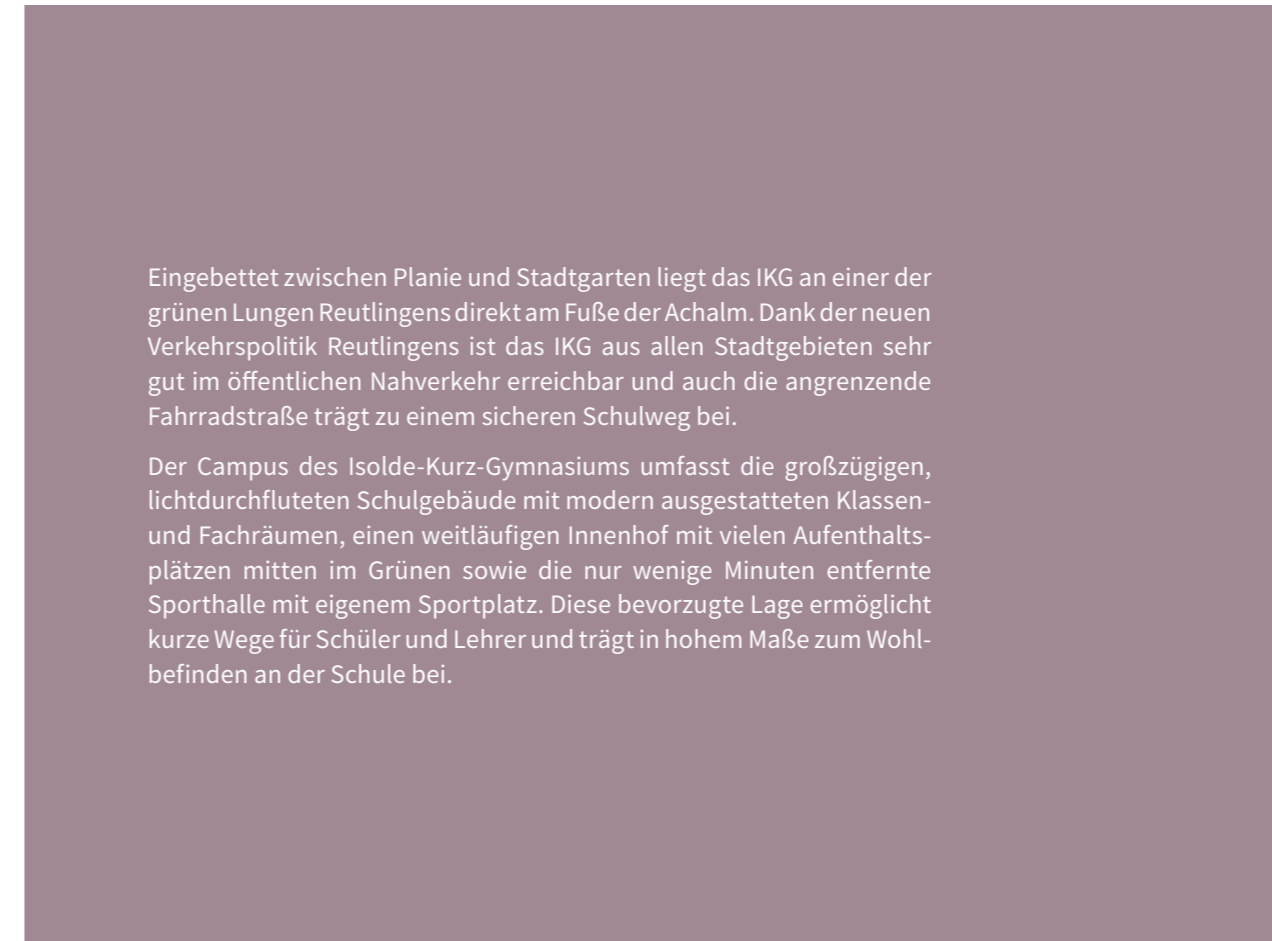 Eingebettet zwischen Planie und Stadtgarten liegt das IKG an einer der
grünen Lungen Reutlingens direkt am Fuße der Achalm. Dank der neuen
Verkehrspolitik Reutlingens ist das IKG aus allen Stadtgebieten sehr
gut im öffentlichen Nahverkehr erreichbar und auch die angrenzende
Fahrradstraße trägt zu einem sicheren Schulweg bei.
Der Campus des Isolde-Kurz-Gymnasiums umfasst die großzügigen,
lichtdurchfluteten Schulgebäude mit modern ausgestatteten Klassen-
und Fachräumen, einen weitläufigen Innenhof mit vielen Aufenthalts-
plätzen mitten im Grünen sowie die nur wenige Minuten entfernte
Sporthalle mit eigenem Sportplatz. Diese bevorzugte Lage ermöglicht
kurze Wege für Schüler und Lehrer und trägt in hohem Maße zum Wohl-
befinden an der Schule bei.